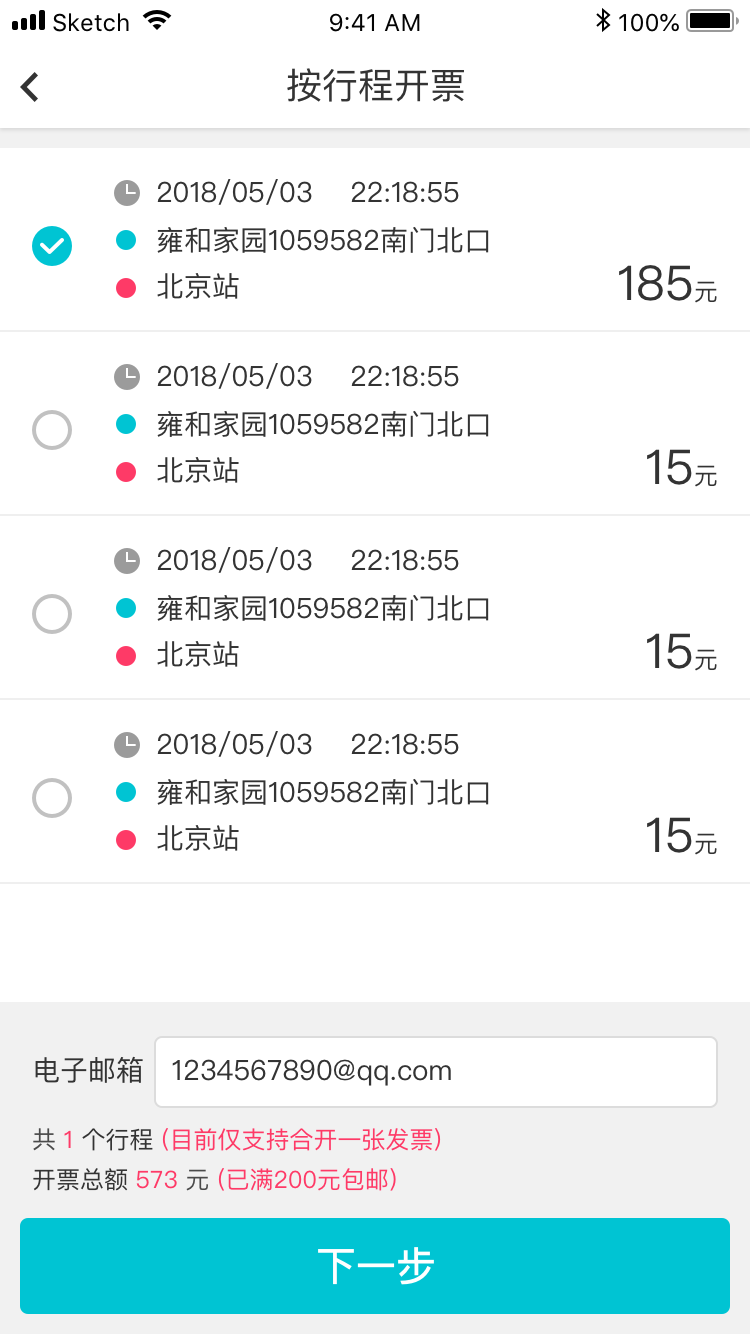 Sketch 9:41 AM 100%
按行程开票
2018/05/03 22:18:55
雍和家园1059582南门北口
北京站
185元
2018/05/03 22:18:55
雍和家园1059582南门北口
北京站
15元
2018/05/03 22:18:55
雍和家园1059582南门北口
北京站
15元
2018/05/03 22:18:55
雍和家园1059582南门北口
北京站
15元
电子邮箱 1234567890@qq.com
共 1 个行程 (目前仅支持合开一张发票)
开票总额 573 元 (已满200元包邮)
下一步